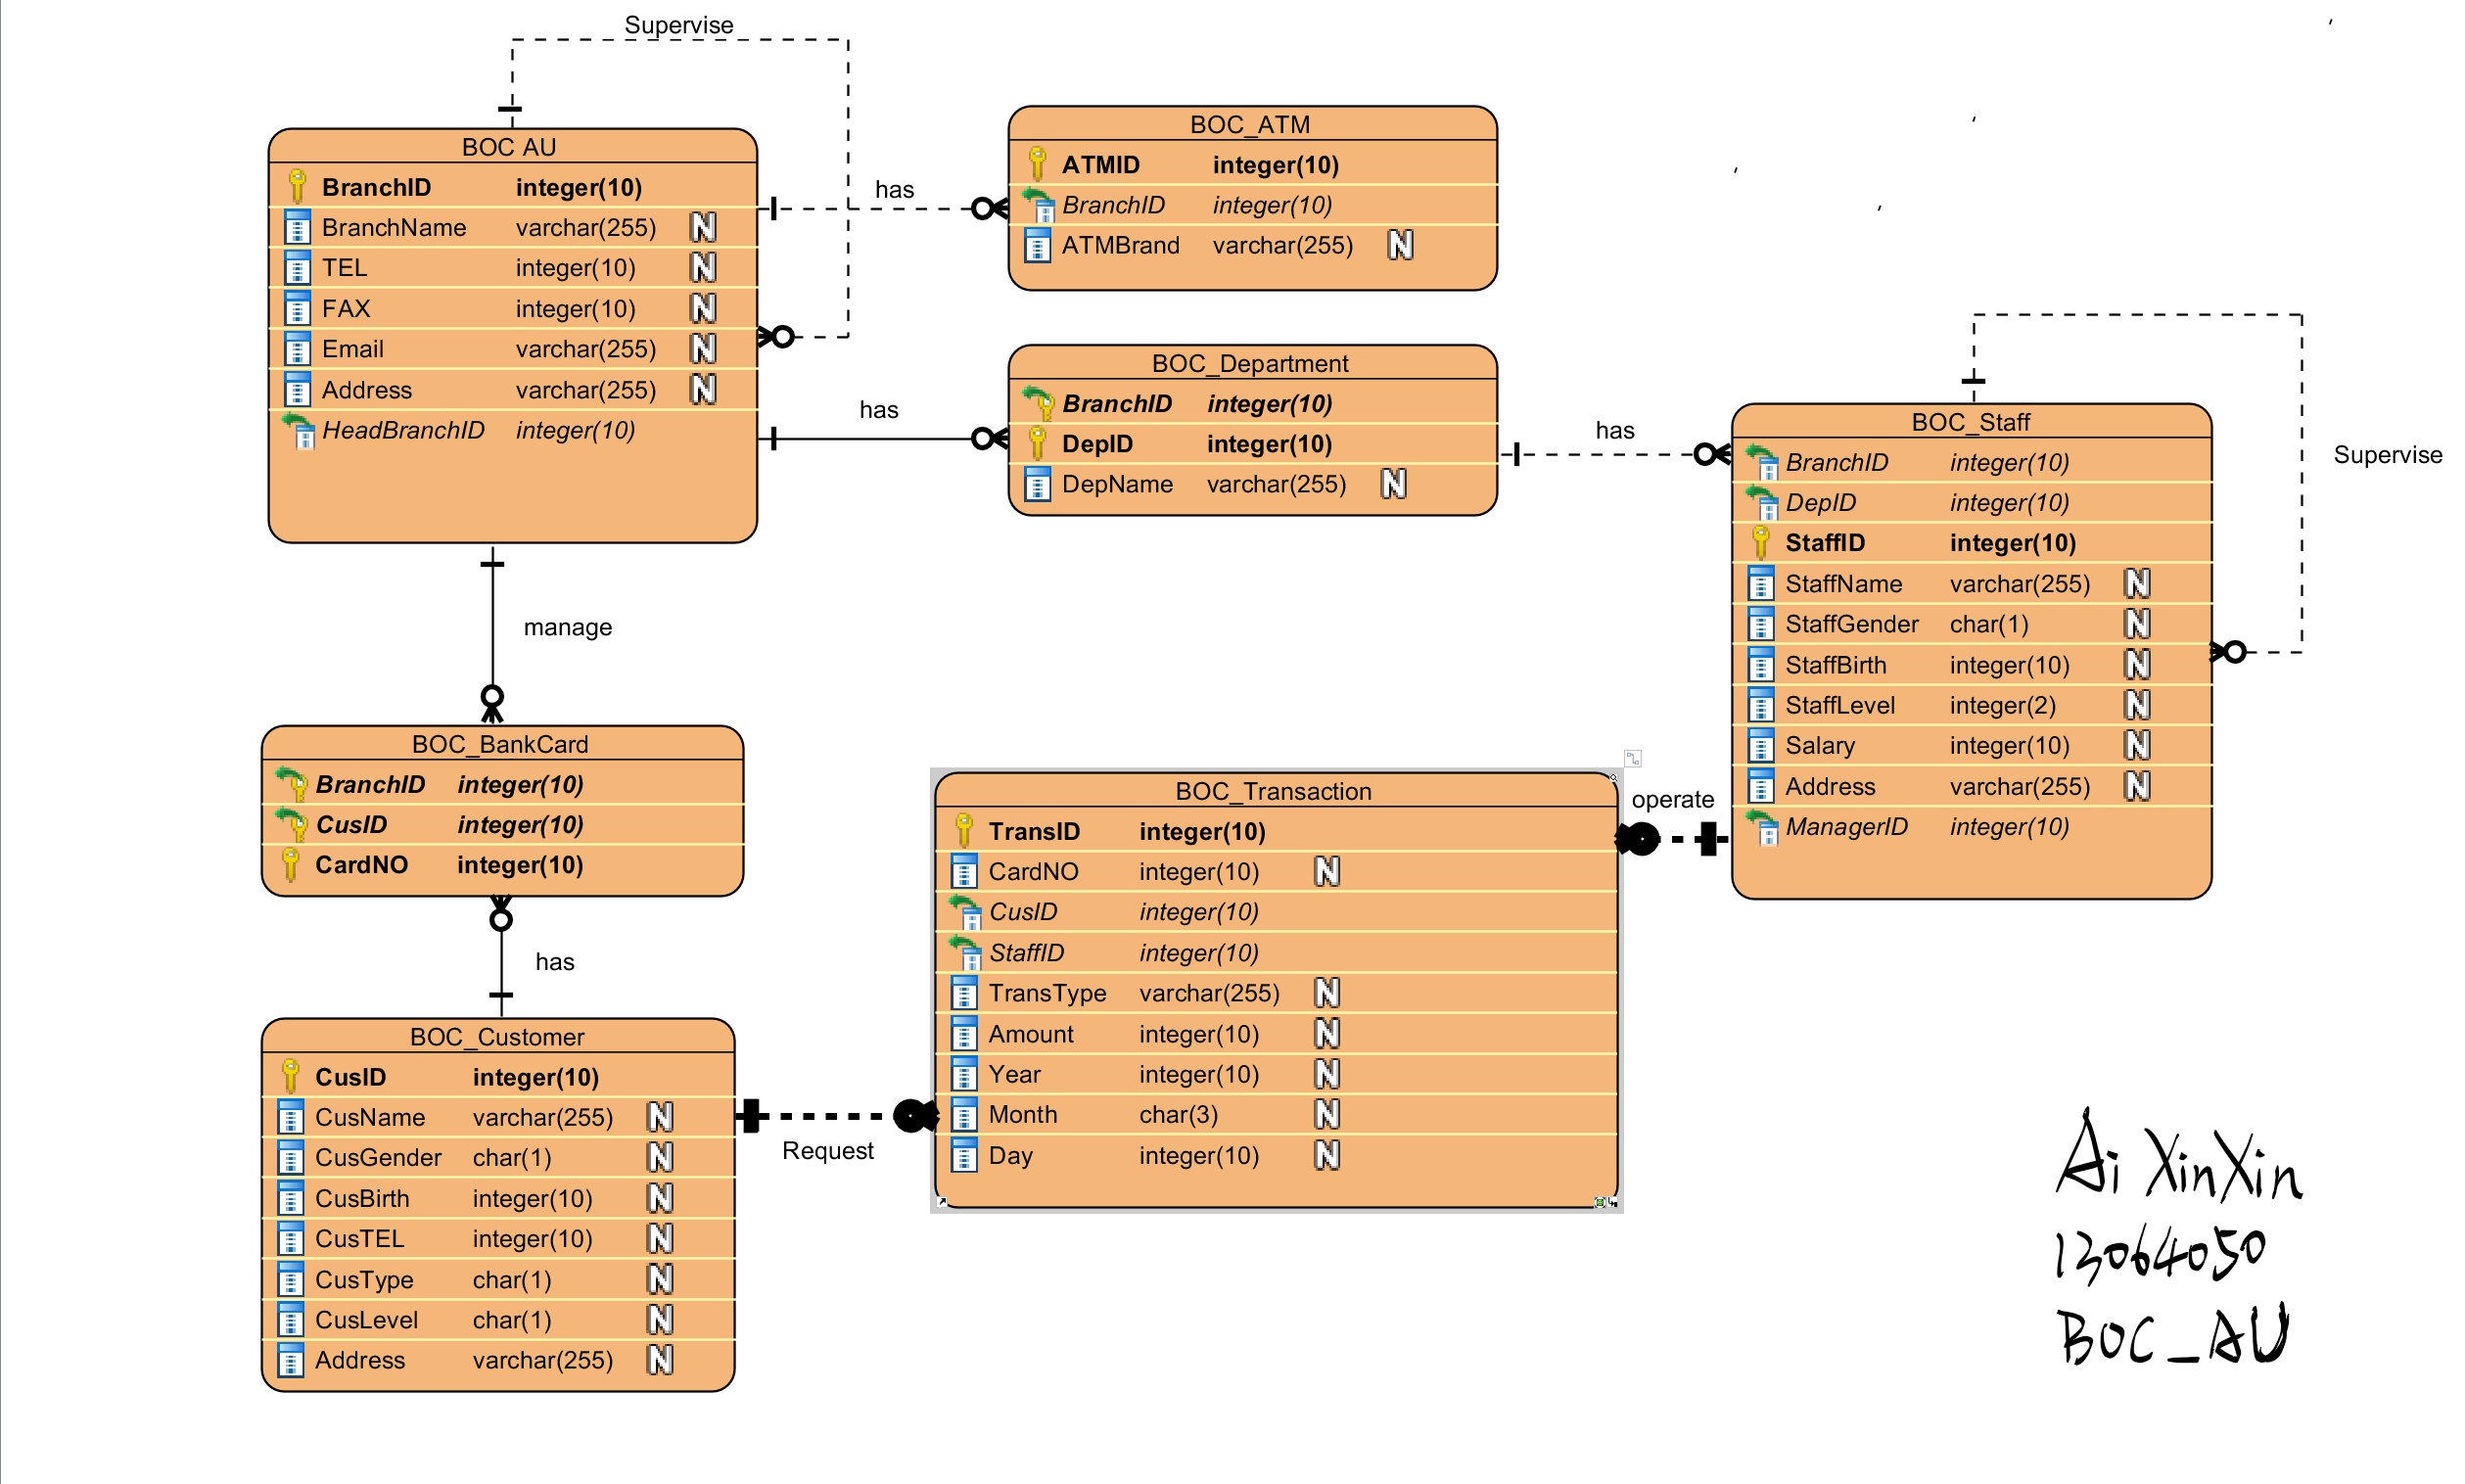 Supervise
BOC AU
BranchID integer(10)
BranchName varchar(255) N
TEL integer(10) N
FAX integer(10) N
Email varchar(255) N
Address varchar(255) N
HeadBranchID integer(10)
has
BOC_ATM
ATMID integer(10)
BranchID integer(10)
ATMBrand varchar(255) N
has
BOC_Department
BranchID integer(10)
DepID integer(10)
DepName varchar(255) N
has
BOC_Staff
BranchID integer(10)
DepID integer(10)
StaffID integer(10)
StaffName varchar(255) N
StaffGender char(1) N
StaffBirth integer(10) N
StaffLevel integer(2) N
Salary integer(10) N
Address varchar(255) N
ManagerID integer(10)
Supervise
manage
BOC_BankCard
BranchID integer(10)
CusID integer(10)
CardNO integer(10)
has
BOC_Transaction
TransID integer(10)
CardNO integer(10) N
CusID integer(10)
StaffID integer(10)
TransType varchar(255) N
Amount integer(10) N
Year integer(10) N
Month char(3) N
Day integer(10) N
operate
BOC_Customer
CusID integer(10)
CusName varchar(255) N
CusGender char(1) N
CusBirth integer(10) N
CusTEL integer(10) N
CusType char(1) N
CusLevel char(1) N
Address varchar(255) N
Request
Ai XinXin
13064050
BOC_AU